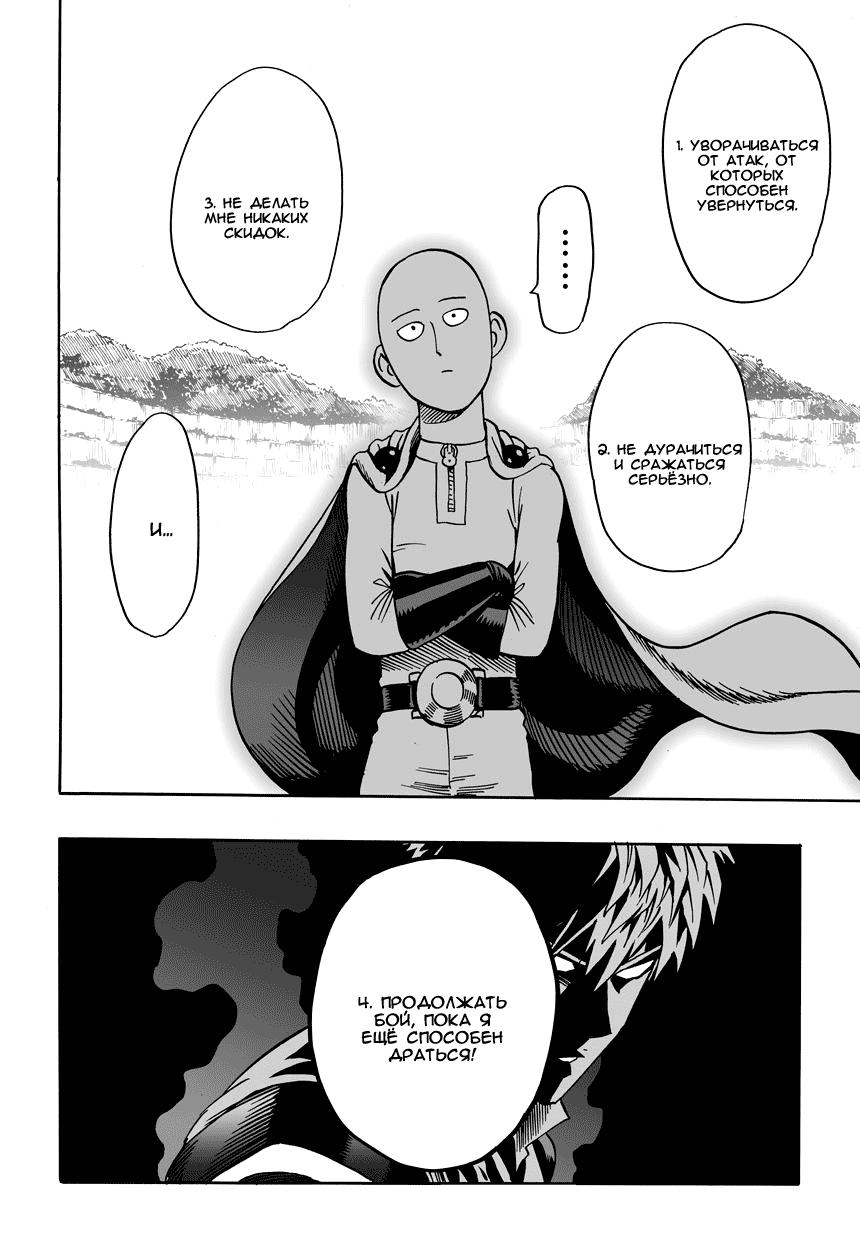 1. УВОРАЧИВАТЬСЯ
ОТ АТАК, ОТ
КОТОРЫХ
СПОСОБЕН
УВЕРНУТЬСЯ.
.......
2. НЕ ДУРАЧИТЬСЯ
И СРАЖАТЬСЯ
СЕРЬЁЗНО.
3. НЕ ДЕЛАТЬ
МНЕ НИКАКИХ
СКИДОК.
И...
4. ПРОДОЛЖАТЬ
БОЙ, ПОКА Я
ЕЩЁ СПОСОБЕН
ДРАТЬСЯ!